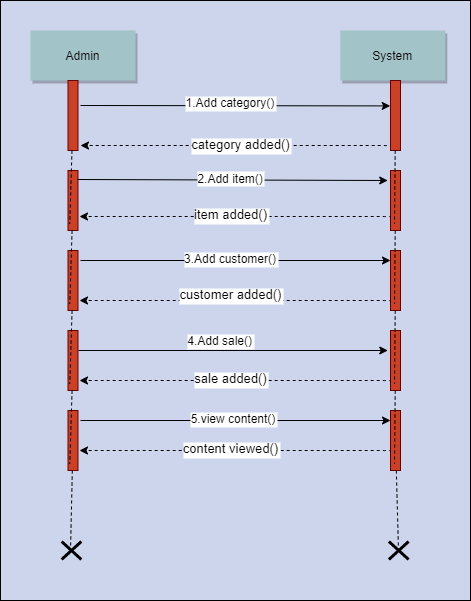 Admin
System
1.Add category()
category added()
2.Add item()
item added()
3.Add customer()
customer added()
4.Add sale()
sale added()
5.view content()
content viewed()